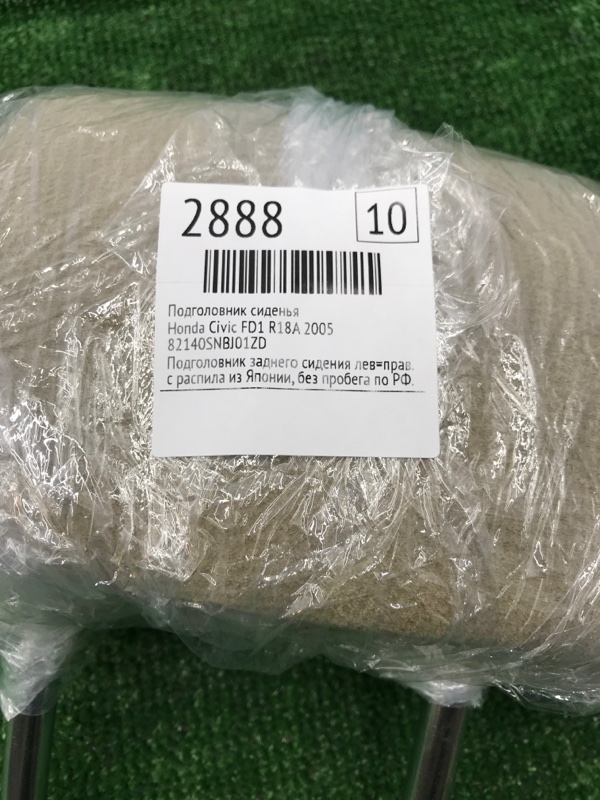 2888 10
Подголовник сиденья
Honda Civic FD1 R18A 2005
82140SNBJ01ZD
Подголовник заднего сидения лев=прав.
с распила из Японии, без пробега по РФ.